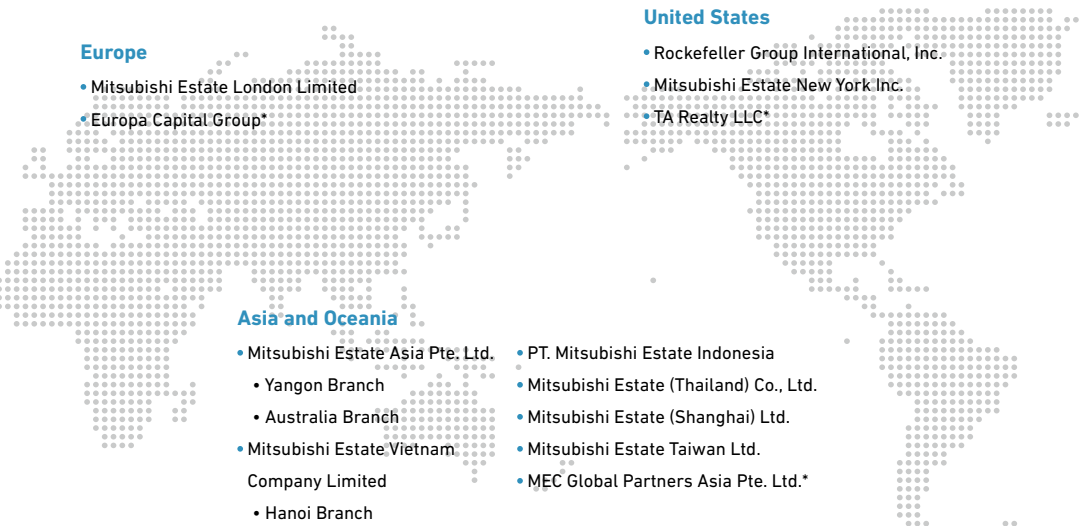 Europe
• Mitsubishi Estate London Limited
• Europa Capital Group*
United States
• Rockefeller Group International, Inc.
• Mitsubishi Estate New York Inc.
• TA Realty LLC*
Asia and Oceania
• Mitsubishi Estate Asia Pte. Ltd.
• Yangon Branch
• Australia Branch
• Mitsubishi Estate Vietnam
Company Limited
• Hanoi Branch
• PT. Mitsubishi Estate Indonesia
• Mitsubishi Estate (Thailand) Co., Ltd.
• Mitsubishi Estate (Shanghai) Ltd.
• Mitsubishi Estate Taiwan Ltd.
• MEC Global Partners Asia Pte. Ltd.*